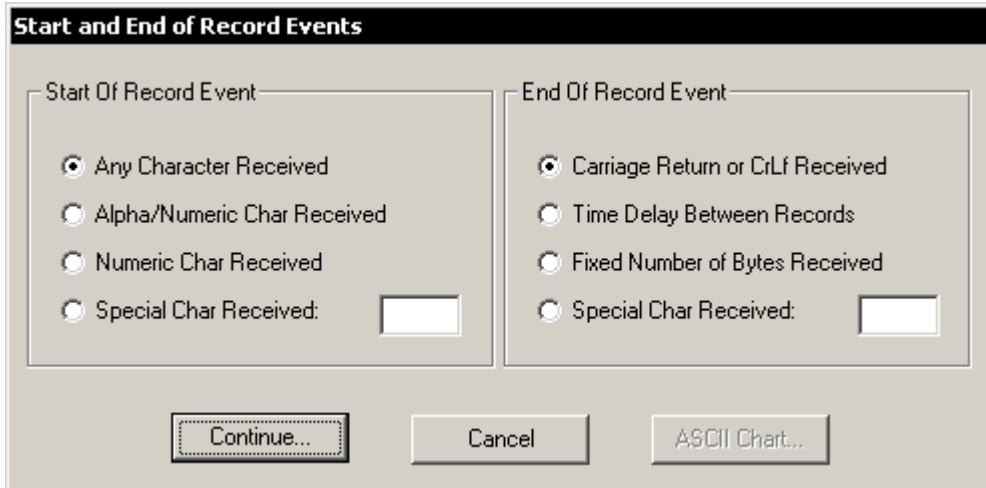 Start and End of Record Events
Start Of Record Event
Any Character Received
Alpha/Numeric Char Received
Numeric Char Received
Special Char Received:
End Of Record Event
Carriage Return or CrLf Received
Time Delay Between Records
Fixed Number of Bytes Received
Special Char Received:
Continue...
Cancel
ASCII Chart...